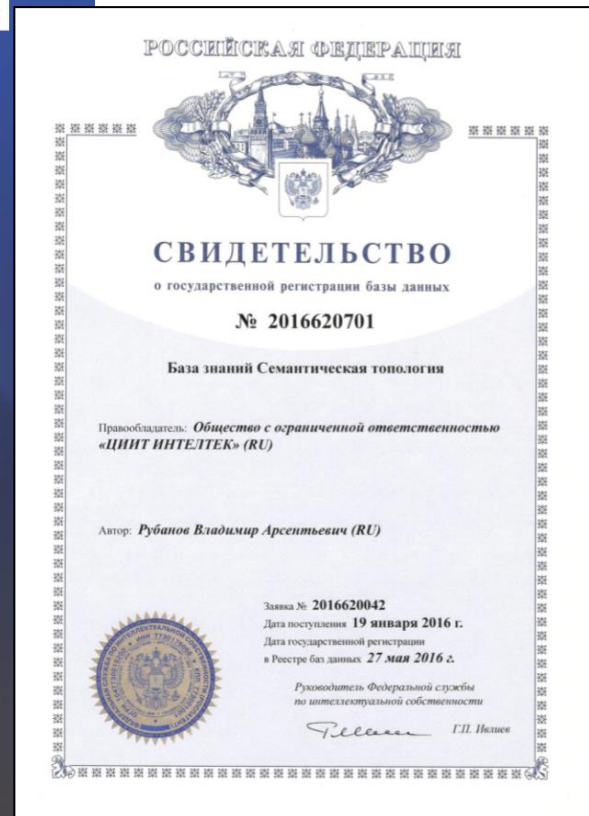 РОССИЙСКАЯ ФЕДЕРАЦИЯ
СВИДЕТЕЛЬСТВО
о государственной регистрации базы данных
№ 2016620701
База знаний Семантическая топология
Правообладатель: Общество с ограниченной ответственностью
«ЦИИТ ИНТЕЛТЕК» (RU)
Автор: Рубанов Владимир Арсентьевич (RU)
Заявка № 2016620042
Дата поступления 19 января 2016 г.
Дата государственной регистрации
в Реестре баз данных 27 мая 2016 г.
Руководитель Федеральной службы
по интеллектуальной собственности
Г.П. Ивлиев